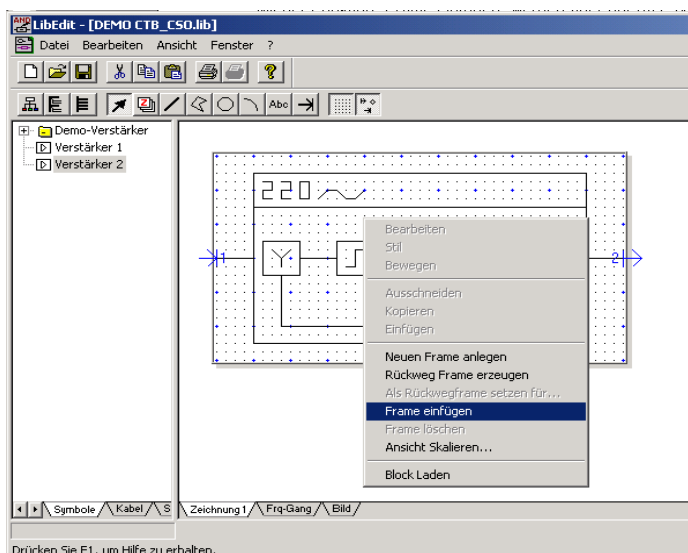 LibEdit - [DEMO CTB_CSO.lib]
Datei Bearbeiten Ansicht Fenster ?
Abc
Demo-Verstärker
Verstärker 1
Verstärker 2
220
1
2
Bearbeiten
Stil
Bewegen
Ausschneiden
Kopieren
Einfügen
Neuen Frame anlegen
Rückweg Frame erzeugen
Als Rückwegframe setzen für...
Frame einfügen
Frame löschen
Ansicht Skalieren...
Block Laden
Symbole Kabel S Zeichnung 1 Frq-Gang Bild
Drücken Sie F1, um Hilfe zu erhalten.